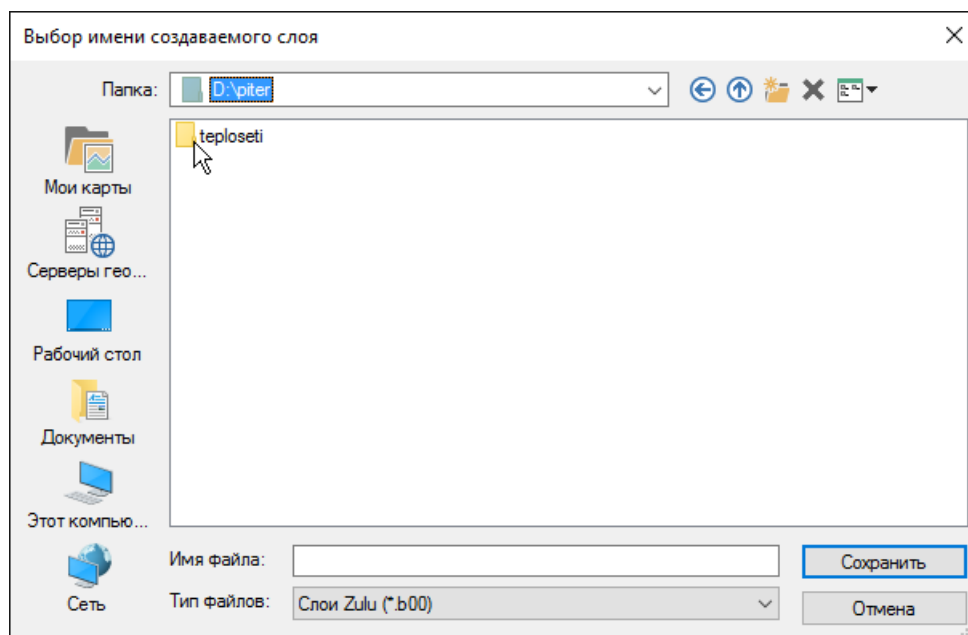 Выбор имени создаваемого слоя
Папка:
D:\piter
teploseti
Мои карты
Серверы гео...
Рабочий стол
Документы
Этот компью...
Сеть
Имя файла:
Сохранить
Тип файлов:
Слои Zulu (*.b00)
Отмена